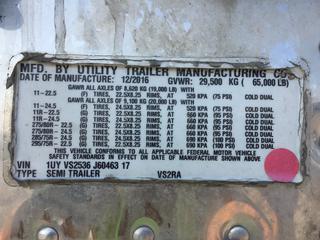 MFD. BY UTILITY TRAILER MANUFACTURING CO.
DATE OF MANUFACTURE: 12/2016 GVWR: 29,500 KG ( 65,000 LB)
GAWR ALL AXLES OF 8,620 KG (19,000 LB) WITH
11-22.5 (F) TIRES, 22.5X8.25 RIMS, AT 520 KPA (75 PSI) COLD DUAL
GAWR ALL AXLES OF 9,100 KG (20,000 LB) WITH
11-24.5 (F) TIRES, 24.5X8.25 RIMS, AT 520 KPA (75 PSI) COLD DUAL
11R-22.5 (G) TIRES, 22.5X8.25 RIMS, AT 660 KPA (95 PSI) COLD DUAL
11R-24.5 (G) TIRES, 24.5X8.25 RIMS, AT 660 KPA (95 PSI) COLD DUAL
275/80R - 22.5 (G) TIRES, 22.5X8.25 RIMS, AT 660 KPA (95 PSI) COLD DUAL
275/80R - 24.5 (G) TIRES, 24.5X8.25 RIMS, AT 660 KPA (95 PSI) COLD DUAL
295/75R - 22.5 (G) TIRES, 22.5X8.25 RIMS, AT 690 KPA (100 PSI) COLD DUAL
285/75R - 24.5 (G) TIRES, 24.5X8.25 RIMS, AT 690 KPA (100 PSI) COLD DUAL
THIS VEHICLE CONFORMS TO ALL APPLICABLE FEDERAL MOTOR VEHICLE
SAFETY STANDARDS IN EFFECT ON THE DATE OF MANUFACTURE SHOWN ABOVE
VIN 1UY VS2536 J60463 17
TYPE SEMI TRAILER VS2RA